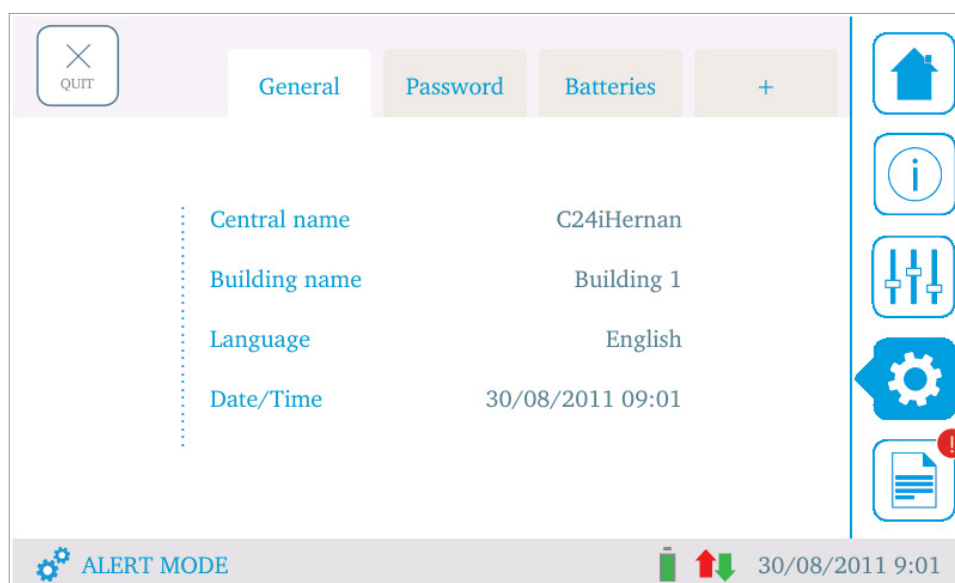 QUIT
General Password Batteries +
Central name C24iHernan
Building name Building 1
Language English
Date/Time 30/08/2011 09:01
ALERT MODE 30/08/2011 9:01